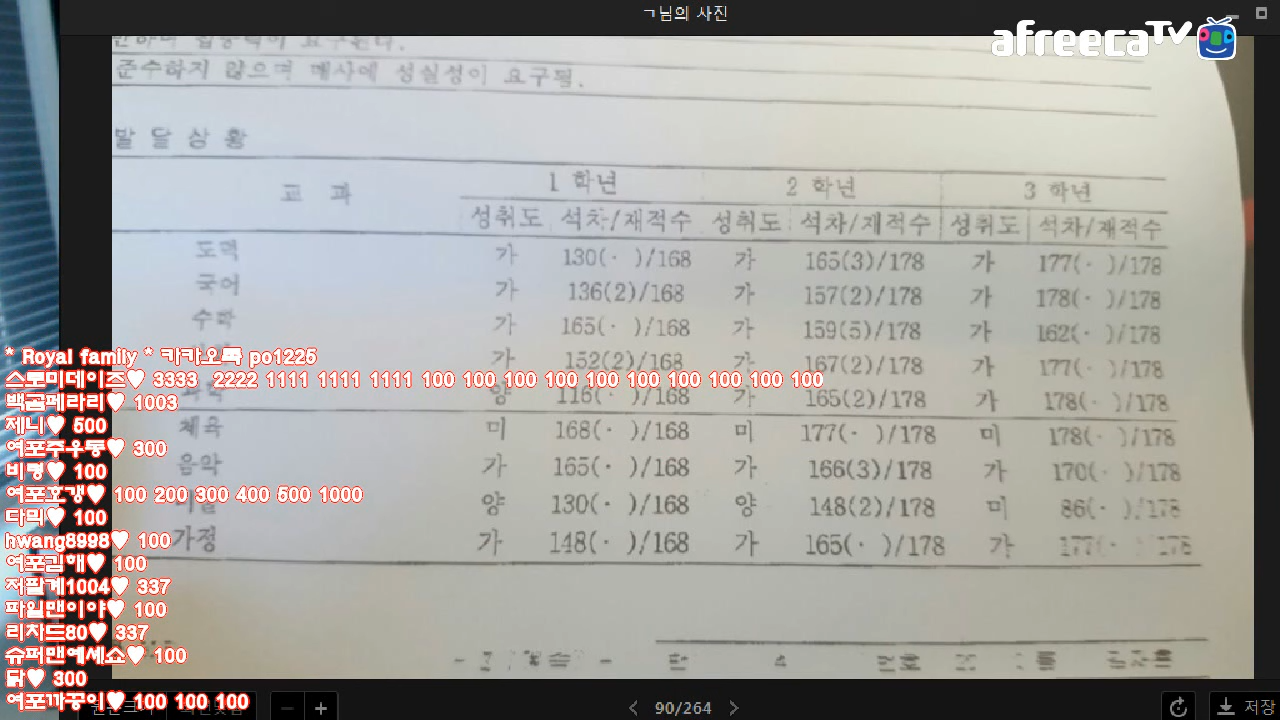 ㄱ님의 사진
afreecaTV
준수하지 않으며 매사에 성실성이 요구됨.
발 달 상 황
교 과 1 학년 2 학년 3 학년
성취도 석차/재적수 성취도 석차/재적수 성취도 석차/재적수
도덕 가 130(· )/168 가 165(3)/178 가 177(· )/178
국어 가 136(2)/168 가 157(2)/178 가 178(· )/178
수학 가 165(· )/168 가 159(5)/178 가 162(· )/178
가 152(2)/168 가 167(2)/178 가 177(· )/178
양 116(· )/168 가 165(2)/178 가 178(· )/178
체육 미 168(· )/168 미 177(· )/178 미 178(· )/178
음악 가 165(· )/168 가 166(3)/178 가 170(· )/178
양 130(· )/168 양 148(2)/178 미 86(· )/178
가정 가 148(· )/168 가 165(· )/178 가 177(· )/178
* Royal family * 카카오톡 po1225
스토미데이즈♥ 3333 2222 1111 1111 1111 100 100 100 100 100 100 100 100 100 100
백곰페라리♥ 1003
제니♥ 500
여포주우동♥ 300
비명♥ 100
여포호갱♥ 100 200 300 400 500 1000
♥ 100
hwang8998♥ 100
여포김해♥ 100
저팔계1004♥ 337
파일맨이야♥ 100
리차드80♥ 337
슈퍼맨예세쇼♥ 100
닭♥ 300
여포까꿍이♥ 100 100 100
90/264
저장